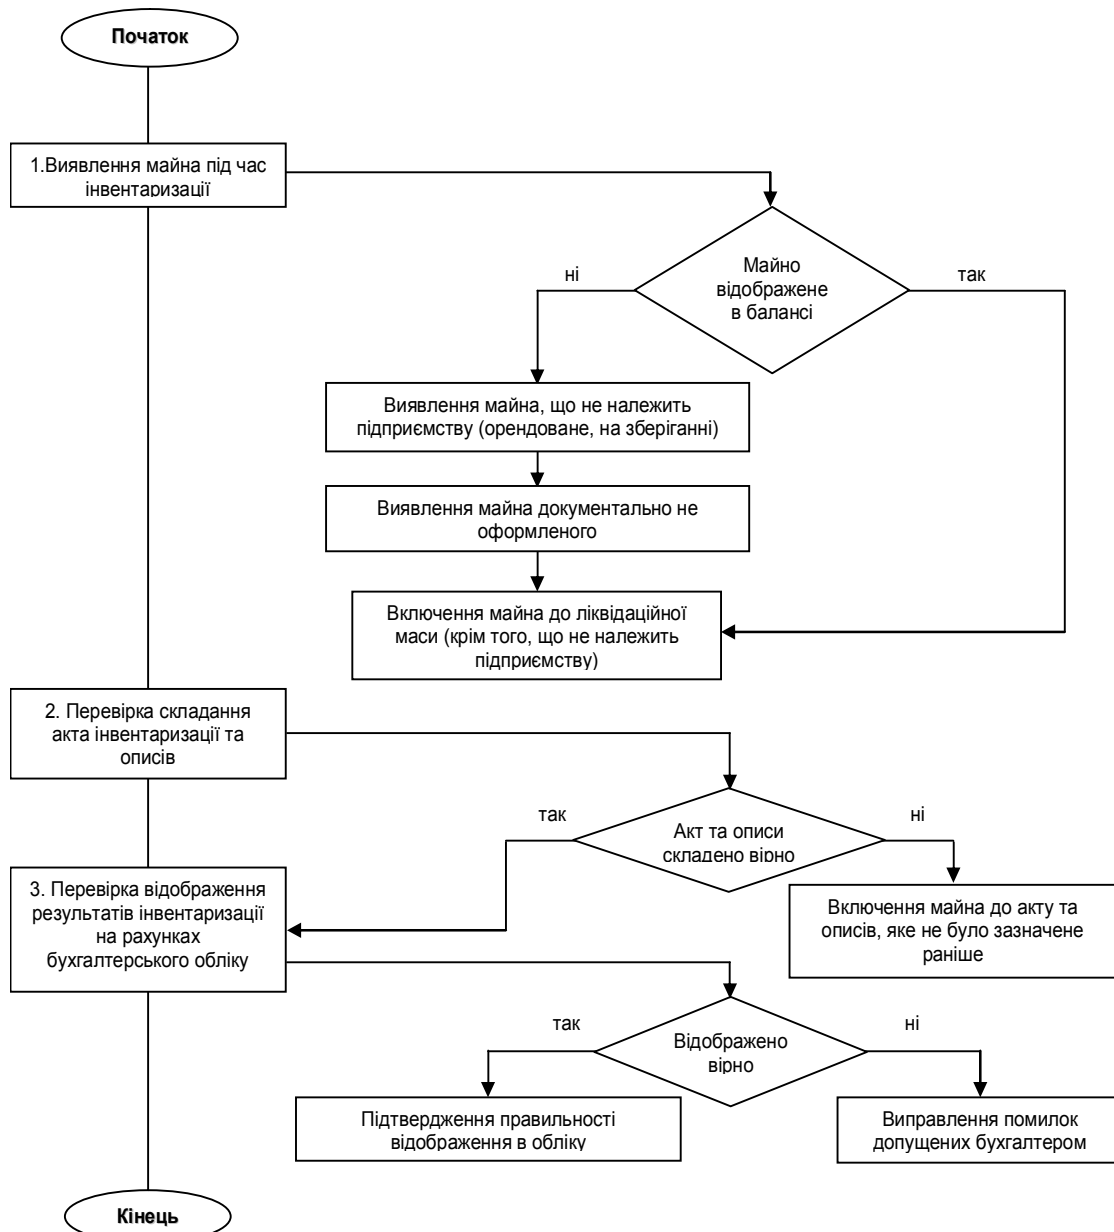 Початок
1.Виявлення майна під час
інвентаризації
Майно
відображене
в балансі
ні
так
Виявлення майна, що не належить
підприємству (орендоване, на зберіганні)
Виявлення майна документально не
оформленого
Включення майна до ліквідаційної
маси (крім того, що не належить
підприємству)
2. Перевірка складання
акта інвентаризації та
описів
так
ні
Акт та описи
складено вірно
3. Перевірка відображення
результатів інвентаризації
на рахунках
бухгалтерського обліку
Включення майна до акту та
описів, яке не було зазначене
раніше
так
ні
Відображено
вірно
Підтвердження правильності
відображення в обліку
Виправлення помилок
допущених бухгалтером
Кінець